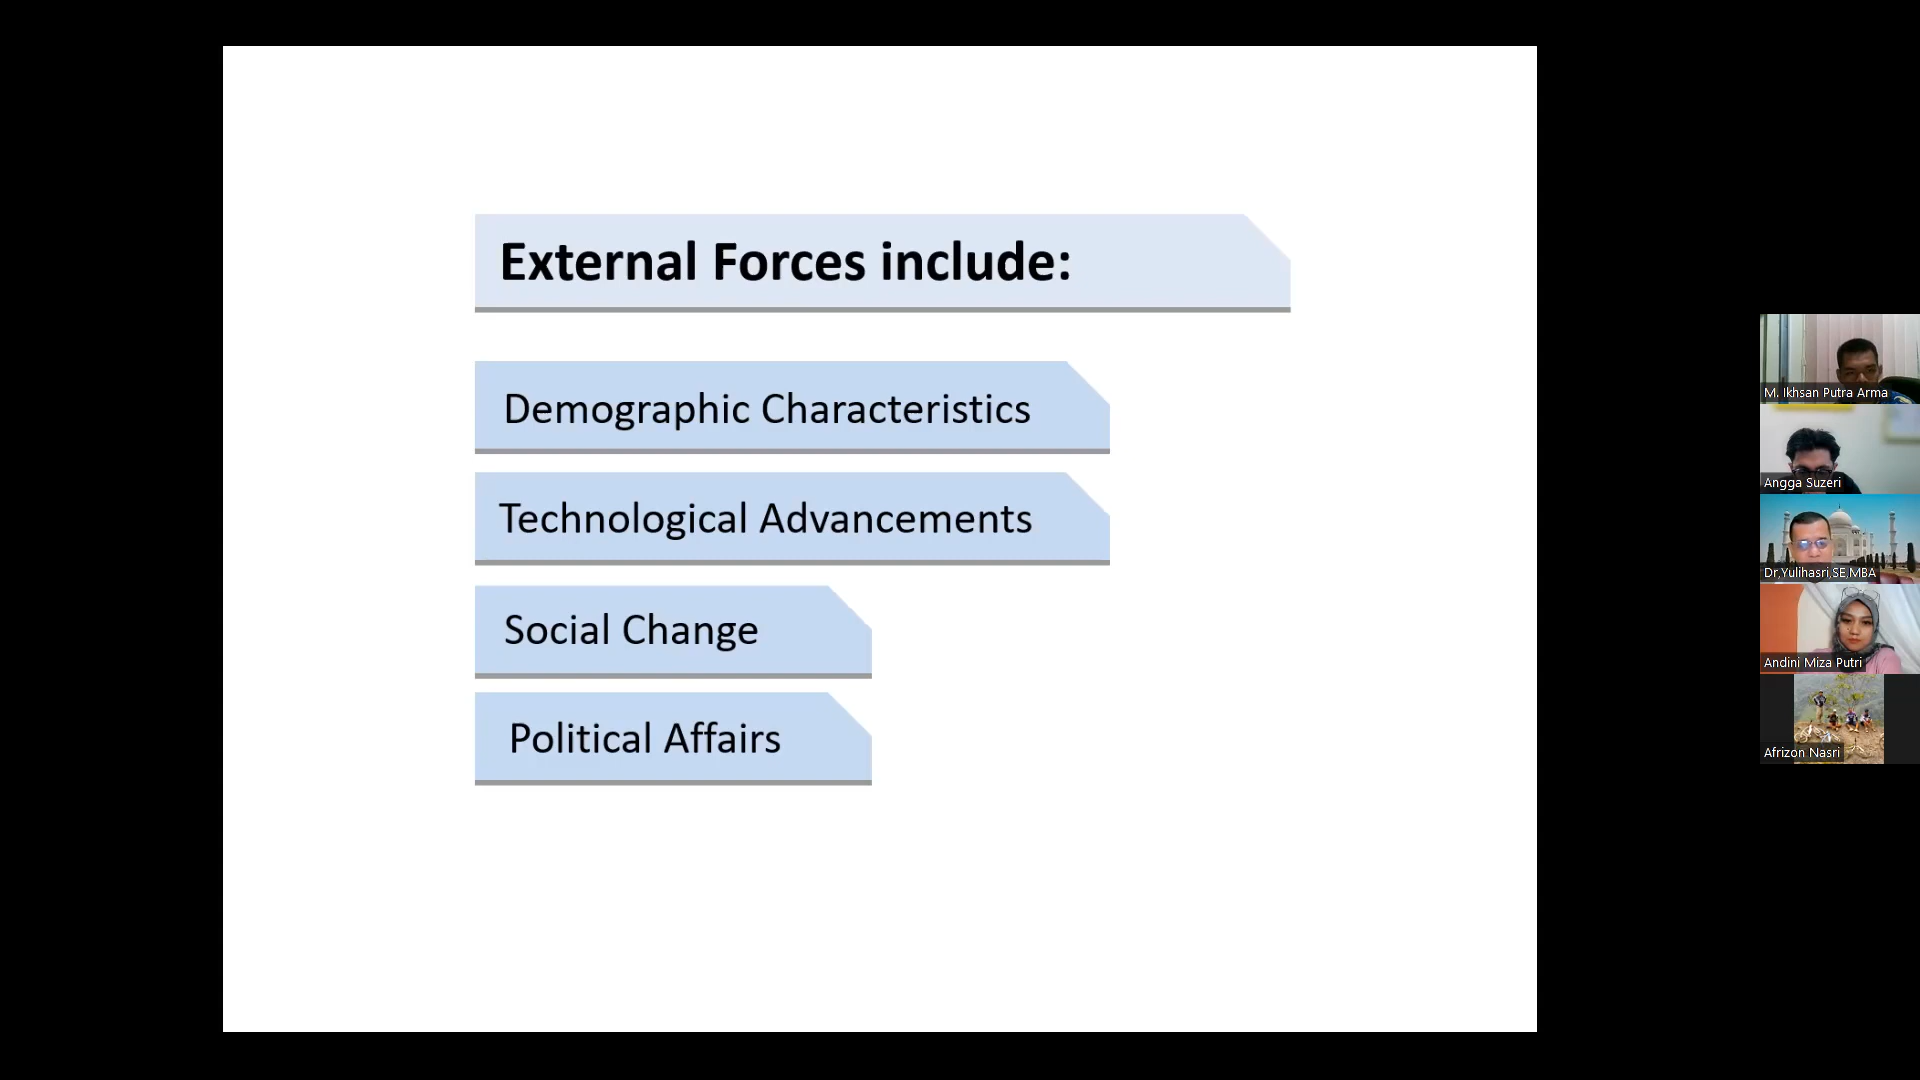 External Forces include:
Demographic Characteristics
Technological Advancements
Social Change
Political Affairs
M. Ikhsan Putra Arma
Angga Suzeri
Dr,Yulihasri,SE,MBA
Andini Miza Putri
Afrizon Nasri